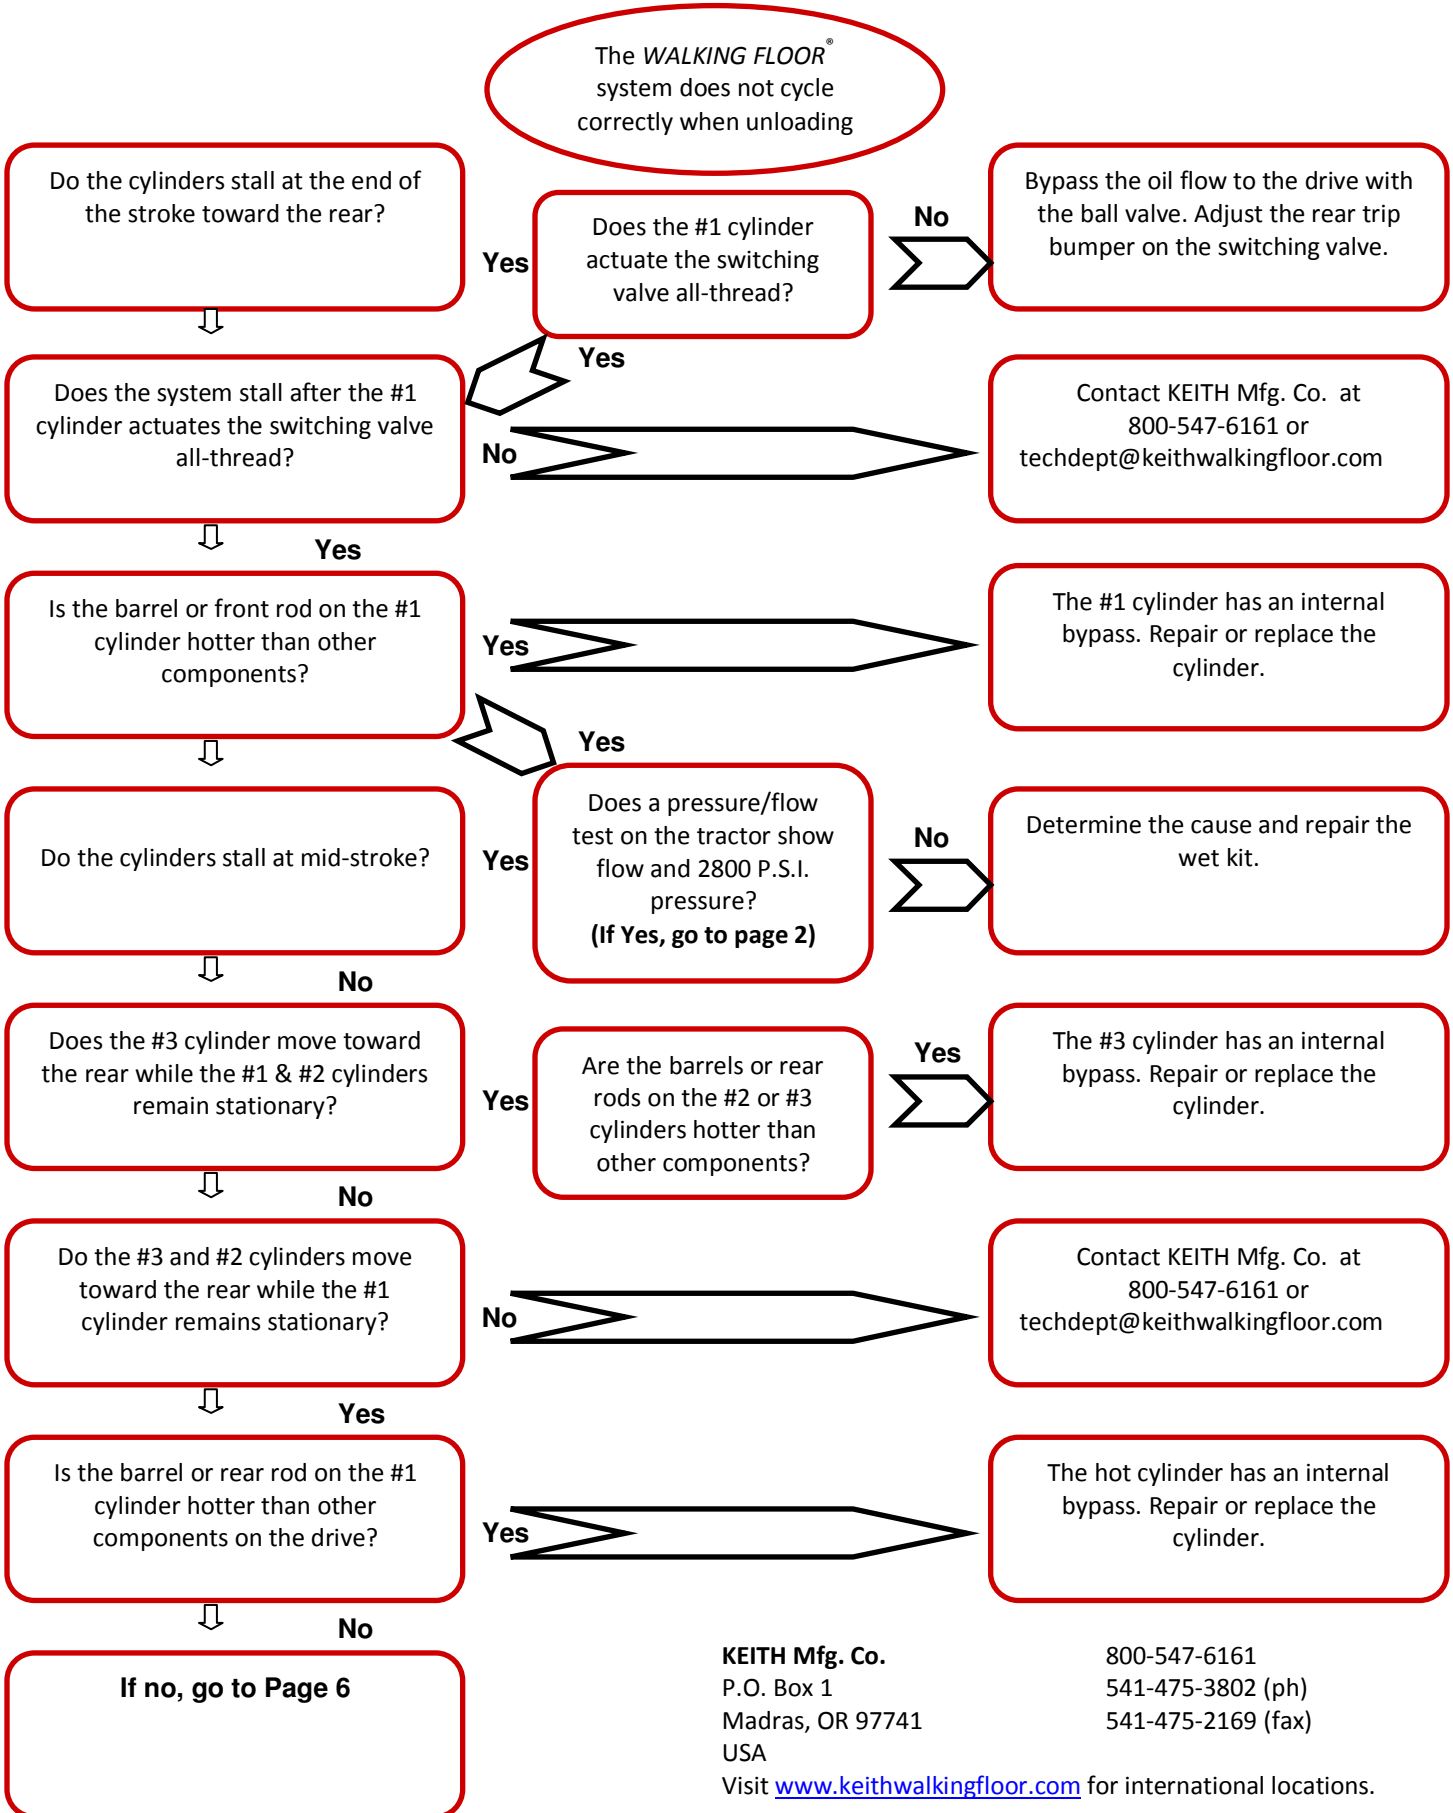 The WALKING FLOOR®
system does not cycle
correctly when unloading
Do the cylinders stall at the end of
the stroke toward the rear?
Yes
Does the #1 cylinder
actuate the switching
valve all-thread?
No
Bypass the oil flow to the drive with
the ball valve. Adjust the rear trip
bumper on the switching valve.
Yes
Does the system stall after the #1
cylinder actuates the switching valve
all-thread?
No
Contact KEITH Mfg. Co. at
800-547-6161 or
techdept@keithwalkingfloor.com
Yes
Is the barrel or front rod on the #1
cylinder hotter than other
components?
Yes
The #1 cylinder has an internal
bypass. Repair or replace the
cylinder.
Yes
Do the cylinders stall at mid-stroke?
Yes
Does a pressure/flow
test on the tractor show
flow and 2800 P.S.I.
pressure?
(If Yes, go to page 2)
No
Determine the cause and repair the
wet kit.
No
Does the #3 cylinder move toward
the rear while the #1 & #2 cylinders
remain stationary?
Yes
Are the barrels or rear
rods on the #2 or #3
cylinders hotter than
other components?
Yes
The #3 cylinder has an internal
bypass. Repair or replace the
cylinder.
No
Do the #3 and #2 cylinders move
toward the rear while the #1
cylinder remains stationary?
No
Contact KEITH Mfg. Co. at
800-547-6161 or
techdept@keithwalkingfloor.com
Yes
Is the barrel or rear rod on the #1
cylinder hotter than other
components on the drive?
Yes
The hot cylinder has an internal
bypass. Repair or replace the
cylinder.
No
If no, go to Page 6
KEITH Mfg. Co. 800-547-6161
P.O. Box 1 541-475-3802 (ph)
Madras, OR 97741 541-475-2169 (fax)
USA
Visit www.keithwalkingfloor.com for international locations.